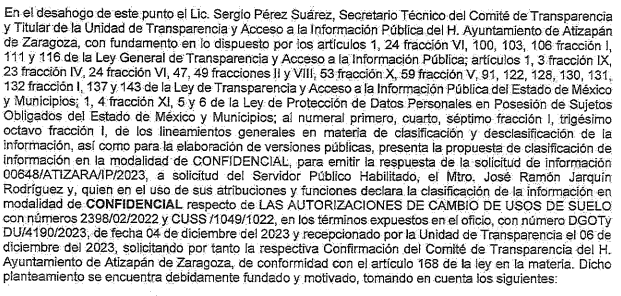 En el desahogo de este punto el Lic. Sergio Pérez Suárez, Secretario Técnico del Comité de Transparencia
y Titular de la Unidad de Transparencia y Acceso a la Información Pública del H. Ayuntamiento de Atizapán
de Zaragoza, con fundamento en lo dispuesto por los artículos 1, 24 fracción VI, 100, 103, 106 fracción I,
111 y 116 de la Ley General de Transparencia y Acceso a la Información Pública; artículos 1, 3 fracción IX,
23 fracción IV, 24 fracción VI, 47, 49 fracciones II y VIII, 53 fracción X, 59 fracción V, 91, 122, 128, 130, 131,
132 fracción I, 137 y 143 de la Ley de Transparencia y Acceso a la Información Pública del Estado de México
y Municipios; 1, 4 fracción XI, 5 y 6 de la Ley de Protección de Datos Personales en Posesión de Sujetos
Obligados del Estado de México y Municipios; al numeral primero, cuarto, séptimo fracción I, trigésimo
octavo fracción I, de los lineamientos generales en materia de clasificación y desclasificación de la
información, así como para la elaboración de versiones públicas, presenta la propuesta de clasificación de
información en la modalidad de CONFIDENCIAL, para emitir la respuesta de la solicitud de información
00648/ATIZARA/IP/2023, a solicitud del Servidor Público Habilitado, el Mtro. José Ramón Jarquin
Rodríguez y, quien en el uso de sus atribuciones y funciones declara la clasificación de la información en
modalidad de CONFIDENCIAL respecto de LAS AUTORIZACIONES DE CAMBIO DE USOS DE SUELO
con números 2398/02/2022 y CUSS /1049/1022, en los términos expuestos en el oficio, con número DGOTy
DU/4190/2023, de fecha 04 de diciembre del 2023 y recepcionado por la Unidad de Transparencia el 06 de
diciembre del 2023, solicitando por tanto la respectiva Confirmación del Comité de Transparencia del H.
Ayuntamiento de Atizapán de Zaragoza, de conformidad con el artículo 168 de la ley en la materia. Dicho
planteamiento se encuentra debidamente fundado y motivado, tomando en cuenta los siguientes: